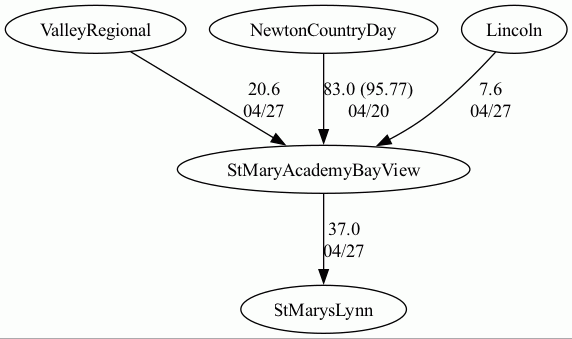 ValleyRegional
NewtonCountryDay
Lincoln
20.6
04/27
83.0 (95.77)
04/20
7.6
04/27
StMaryAcademyBayView
37.0
04/27
StMarysLynn